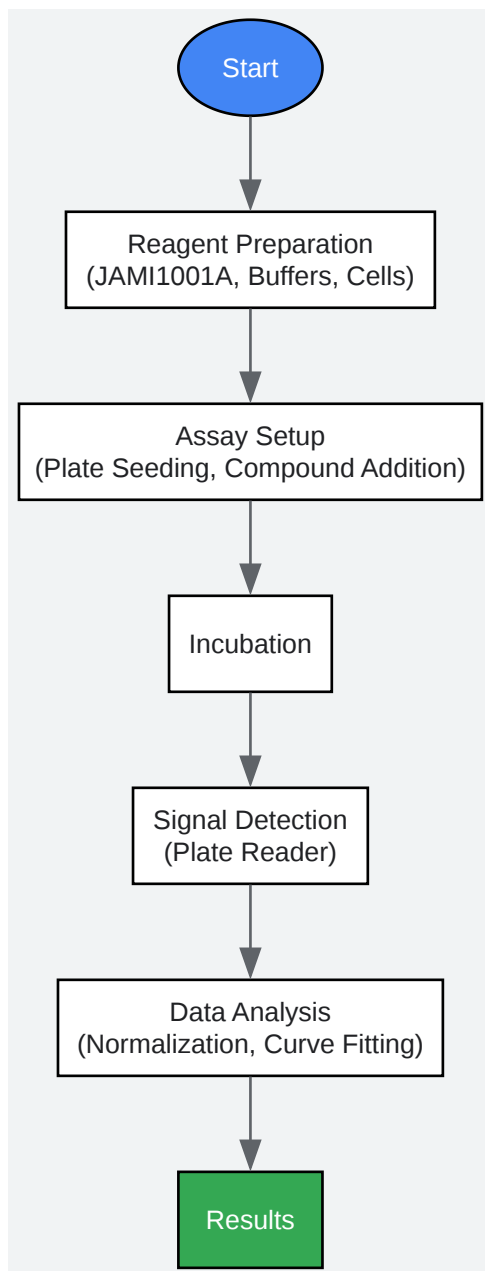 Start
Reagent Preparation
(JAMI1001A, Buffers, Cells)
Assay Setup
(Plate Seeding, Compound Addition)
Incubation
Signal Detection
(Plate Reader)
Data Analysis
(Normalization, Curve Fitting)
Results